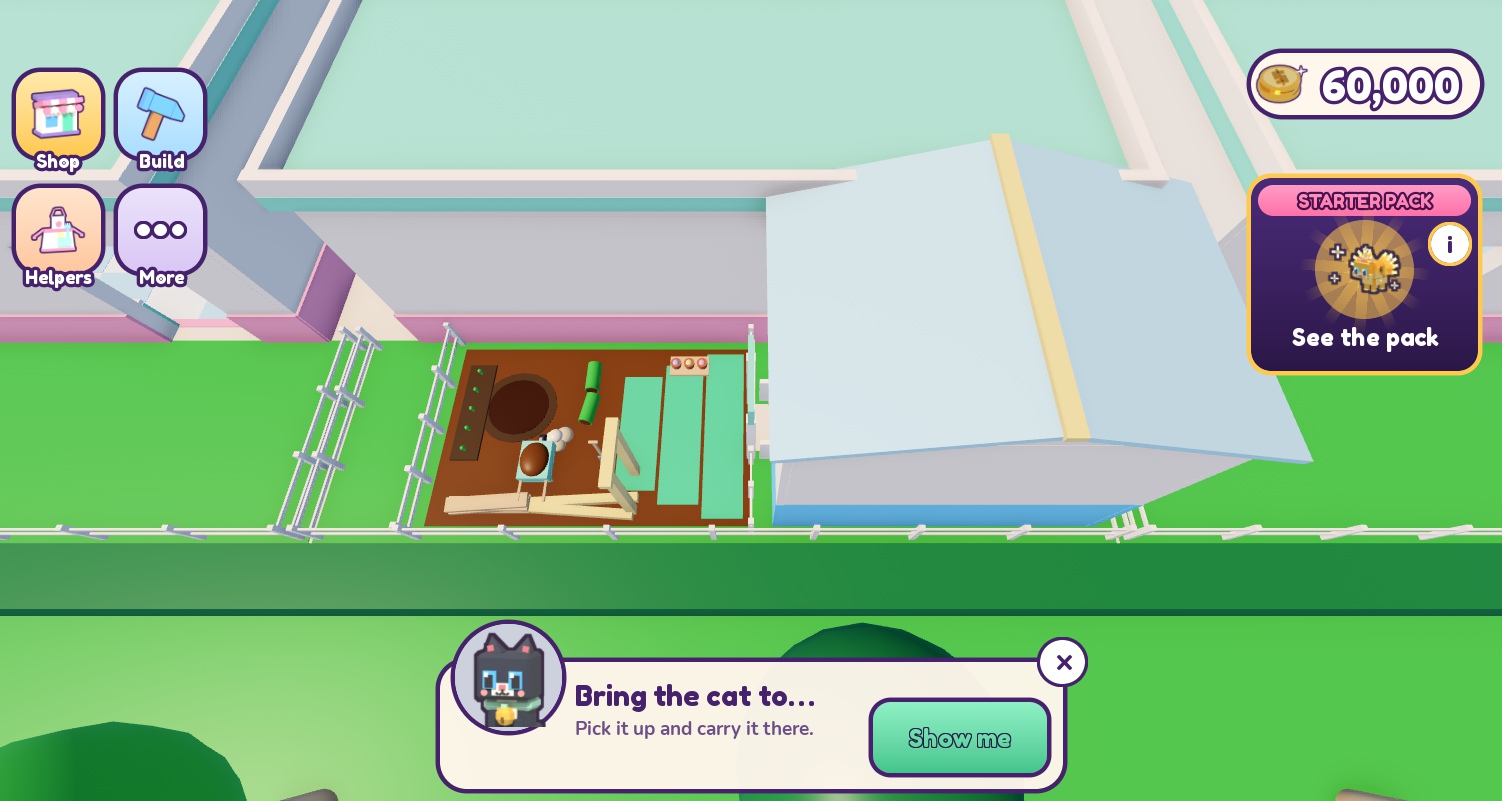 Shop
Build
Helpers
More
60,000
STARTER PACK
i
See the pack
Bring the cat to...
Pick it up and carry it there.
Show me